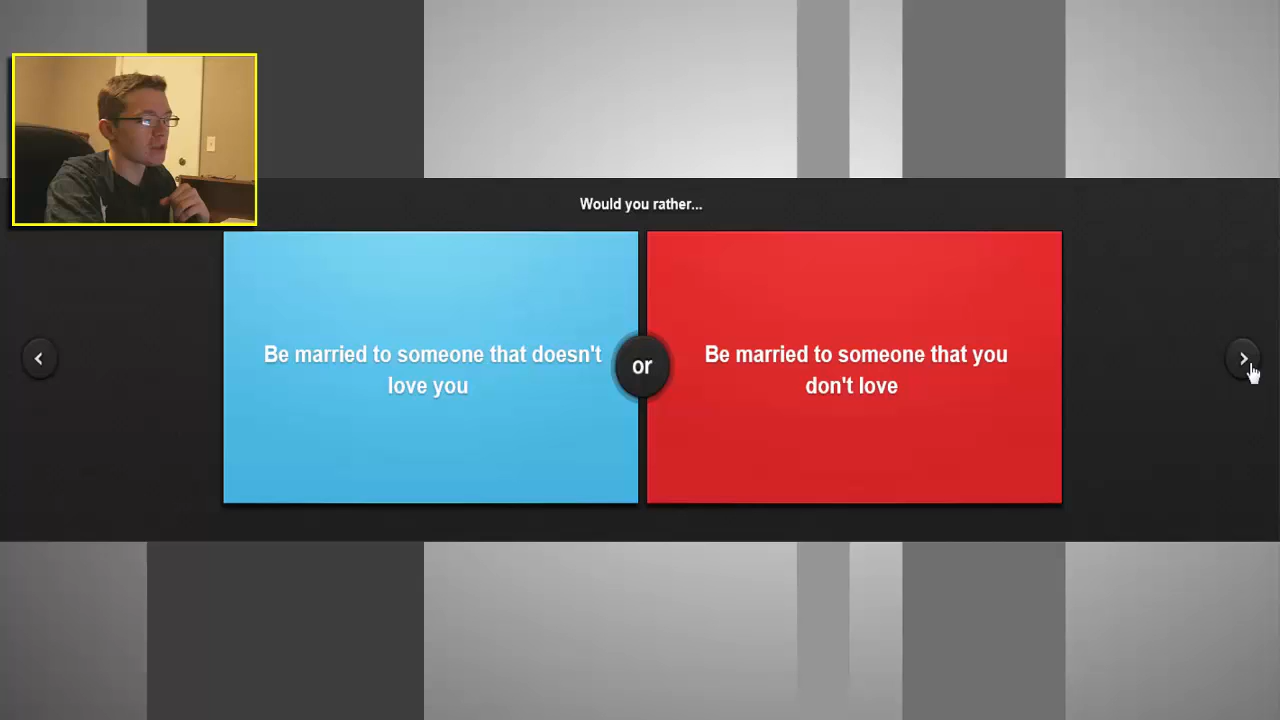 Would you rather...
Be married to someone that doesn't
love you
or
Be married to someone that you
don't love